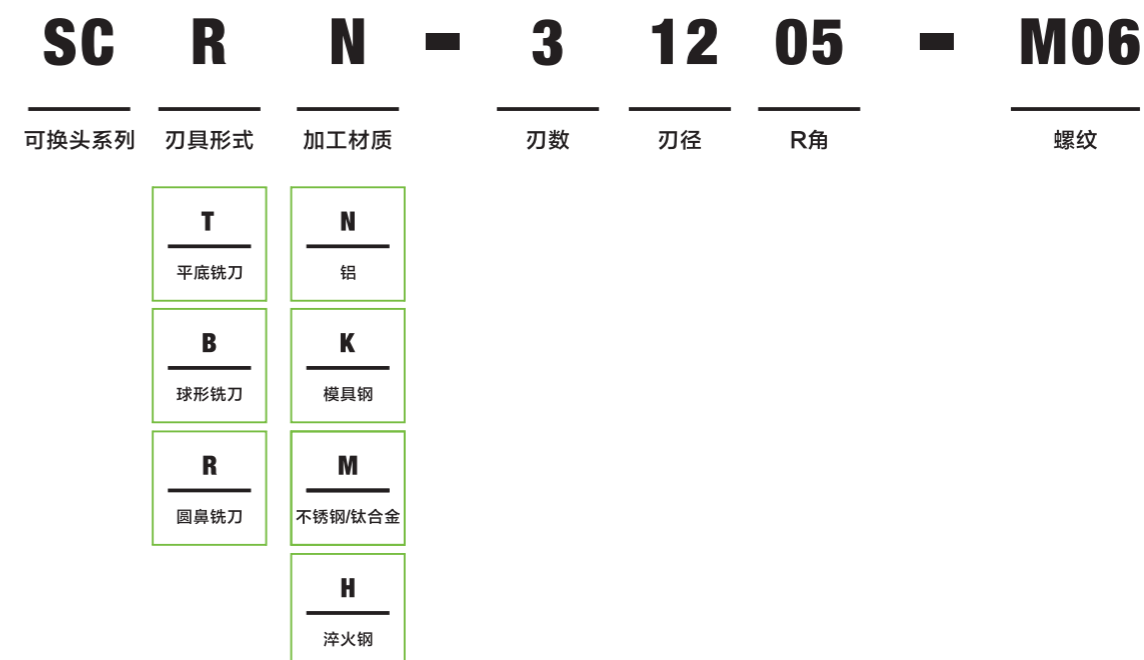 SC R N - 3 12 05 - M06
可换头系列 刃具形式 加工材质 刃数 刃径 R角 螺纹
T N
平底铣刀 铝
B K
球形铣刀 模具钢
R M
圆鼻铣刀 不锈钢/钛合金
H
淬火钢